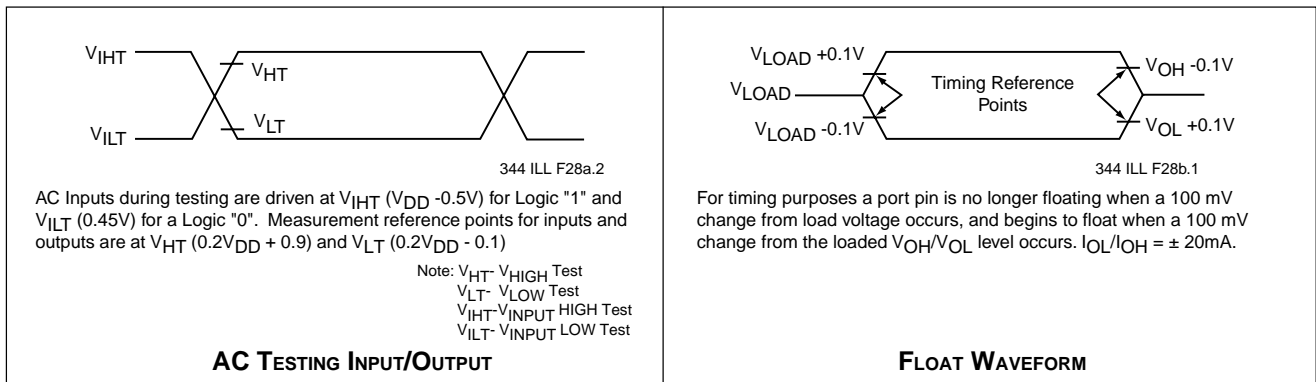 VIHT
VHT
VLT
VILT
344 ILL F28a.2
AC Inputs during testing are driven at VIHT (VDD -0.5V) for Logic "1" and
VILT (0.45V) for a Logic "0".  Measurement reference points for inputs and
outputs are at VHT (0.2VDD + 0.9) and VLT (0.2VDD - 0.1)
Note: VHT- VHIGH Test
VLT- VLOW Test
VIHT-VINPUT HIGH Test
VILT- VINPUT LOW Test
AC TESTING INPUT/OUTPUT
VLOAD +0.1V
VLOAD
VLOAD -0.1V
Timing Reference
Points
VOH -0.1V
VOL +0.1V
344 ILL F28b.1
For timing purposes a port pin is no longer floating when a 100 mV
change from load voltage occurs, and begins to float when a 100 mV
change from the loaded VOH/VOL level occurs. IOL/IOH = ± 20mA.
FLOAT WAVEFORM